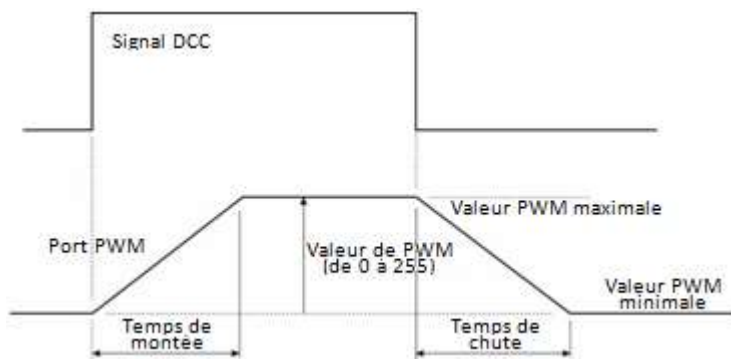 Signal DCC
Port PWM
Valeur de PWM
(de 0 à 255)
Valeur PWM maximale
Valeur PWM
minimale
Temps de
montée
Temps de
chute